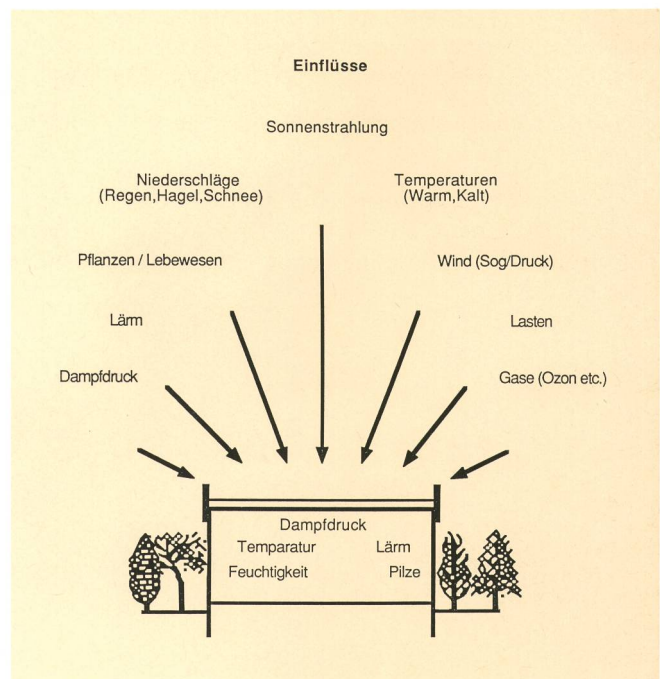 Einflüsse
Sonnenstrahlung
Niederschläge
(Regen,Hagel,Schnee)
Temperaturen
(Warm,Kalt)
Pflanzen / Lebewesen
Wind (Sog/Druck)
Lärm
Lasten
Dampfdruck
Gase (Ozon etc.)
Dampfdruck
Temparatur
Lärm
Feuchtigkeit
Pilze